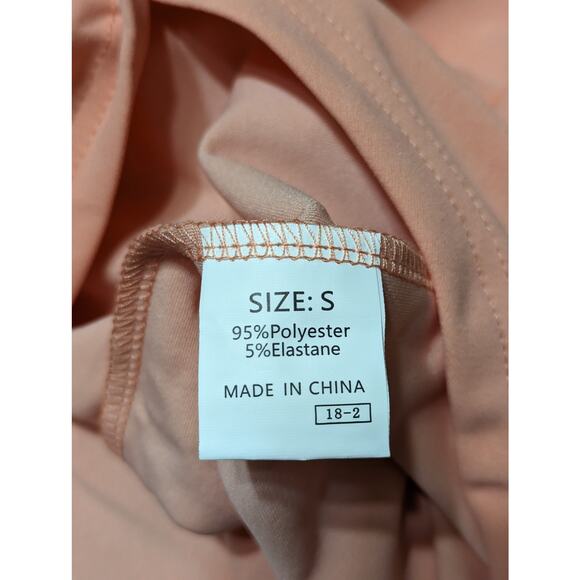 SIZE: S
95%Polyester
5%Elastane
MADE IN CHINA
18-2